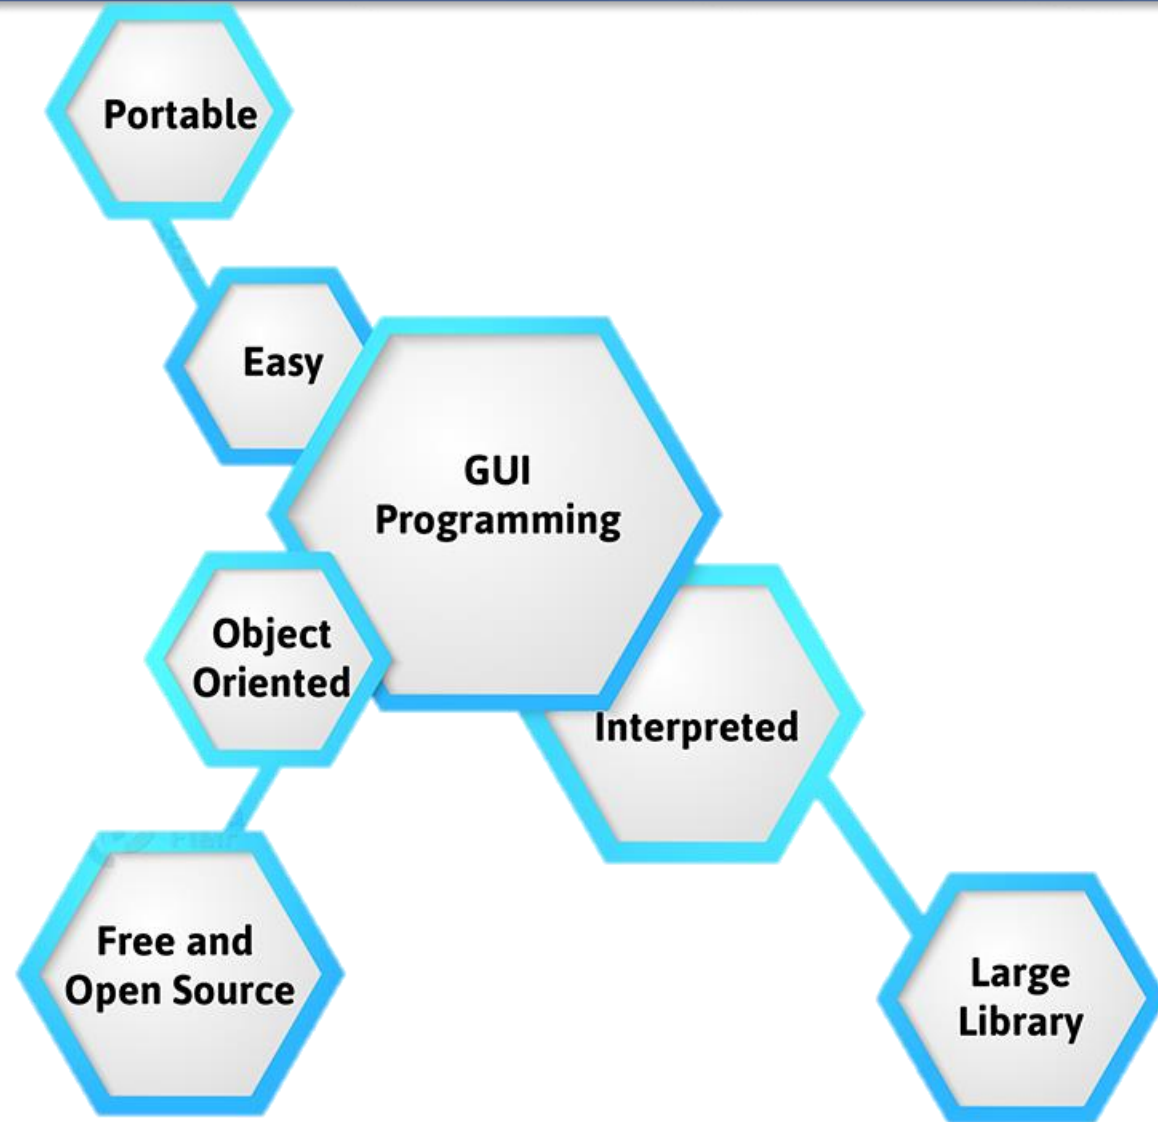 Portable
Easy
GUI
Programming
Object
Oriented
Interpreted
Free and
Open Source
Large
Library